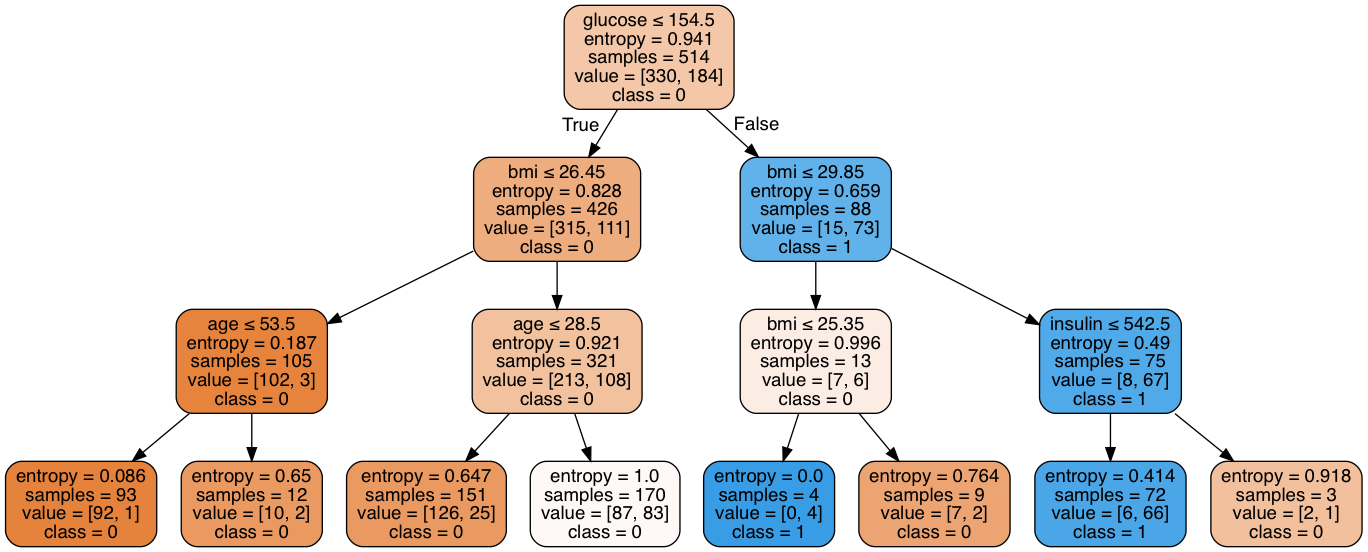 glucose ≤ 154.5
entropy = 0.941
samples = 514
value = [330, 184]
class = 0
True
False
bmi ≤ 26.45
entropy = 0.828
samples = 426
value = [315, 111]
class = 0
bmi ≤ 29.85
entropy = 0.659
samples = 88
value = [15, 73]
class = 1
age ≤ 53.5
entropy = 0.187
samples = 105
value = [102, 3]
class = 0
age ≤ 28.5
entropy = 0.921
samples = 321
value = [213, 108]
class = 0
bmi ≤ 25.35
entropy = 0.996
samples = 13
value = [7, 6]
class = 0
insulin ≤ 542.5
entropy = 0.49
samples = 75
value = [8, 67]
class = 1
entropy = 0.086
samples = 93
value = [92, 1]
class = 0
entropy = 0.65
samples = 12
value = [10, 2]
class = 0
entropy = 0.647
samples = 151
value = [126, 25]
class = 0
entropy = 1.0
samples = 170
value = [87, 83]
class = 0
entropy = 0.0
samples = 4
value = [0, 4]
class = 1
entropy = 0.764
samples = 9
value = [7, 2]
class = 0
entropy = 0.414
samples = 72
value = [6, 66]
class = 1
entropy = 0.918
samples = 3
value = [2, 1]
class = 0